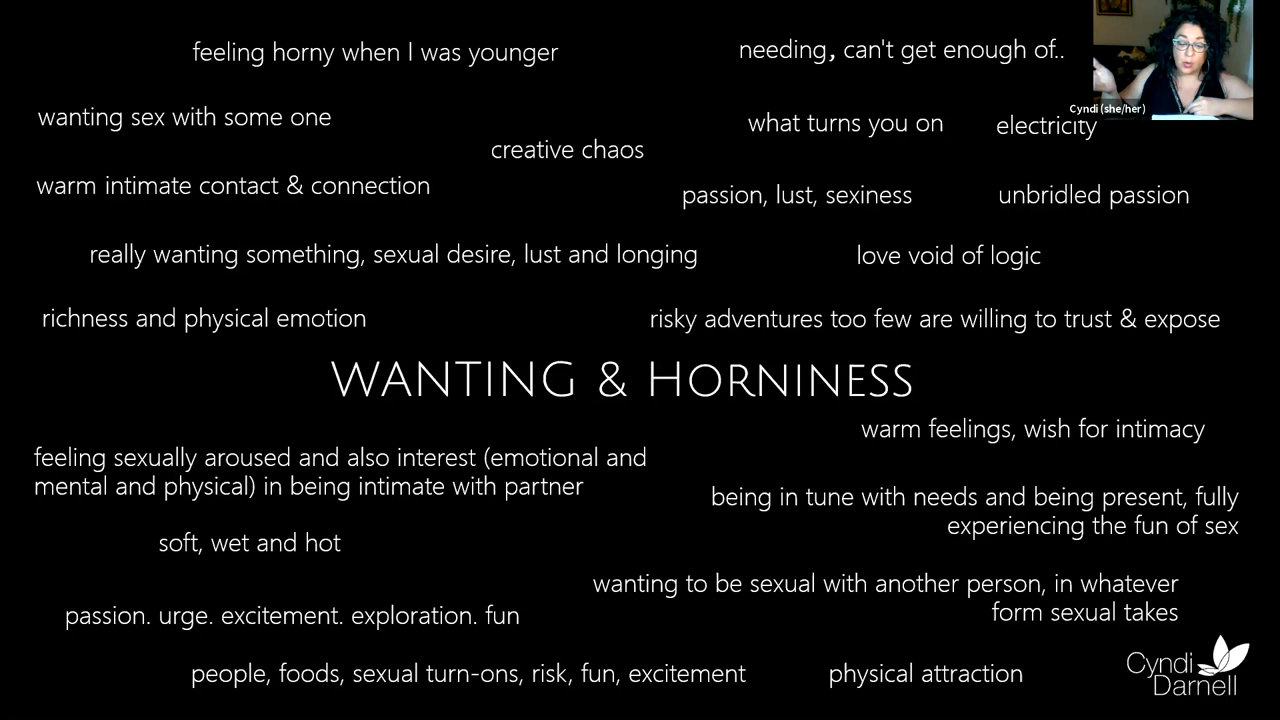 feeling horny when I was younger
needing, can't get enough of..
Cyndi (she/her)
wanting sex with some one
what turns you on
electricity
creative chaos
warm intimate contact & connection
passion, lust, sexiness
unbridled passion
really wanting something, sexual desire, lust and longing
love void of logic
richness and physical emotion
risky adventures too few are willing to trust & expose
WANTING & HORNINESS
warm feelings, wish for intimacy
feeling sexually aroused and also interest (emotional and
mental and physical) in being intimate with partner
being in tune with needs and being present, fully
experiencing the fun of sex
soft, wet and hot
wanting to be sexual with another person, in whatever
form sexual takes
passion. urge. excitement. exploration. fun
people, foods, sexual turn-ons, risk, fun, excitement
physical attraction
Cyndi
Darnell